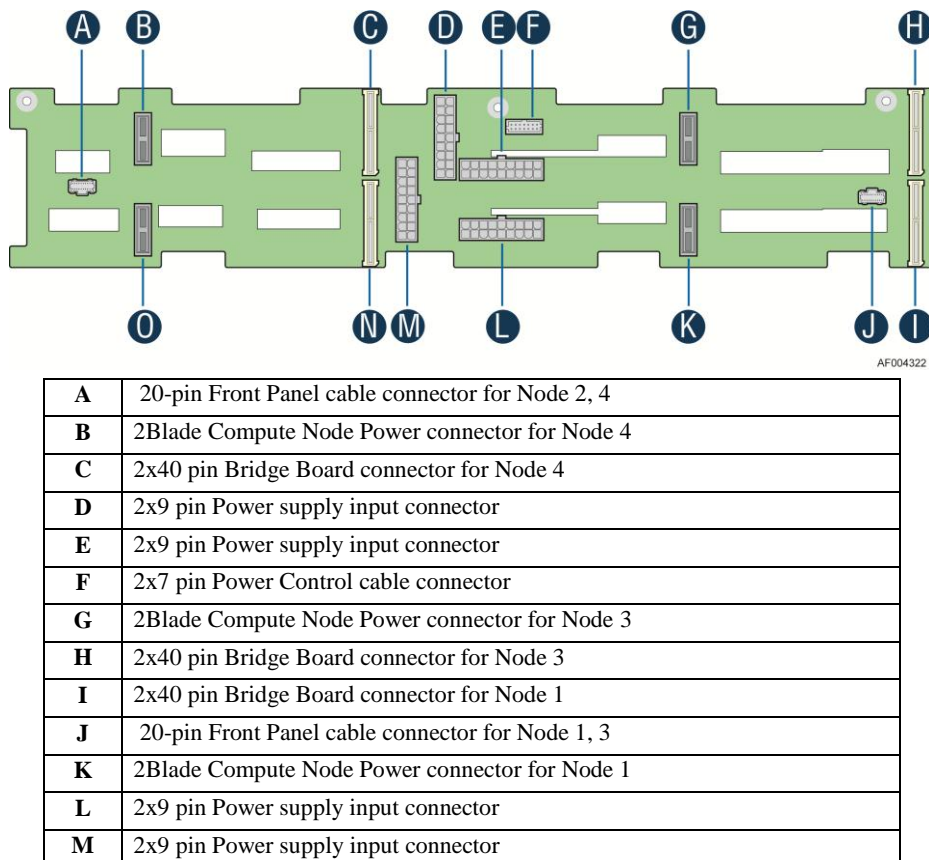 A B C D E F G H
O N M L K J I
AF004322
A 20-pin Front Panel cable connector for Node 2, 4
B 2Blade Compute Node Power connector for Node 4
C 2x40 pin Bridge Board connector for Node 4
D 2x9 pin Power supply input connector
E 2x9 pin Power supply input connector
F 2x7 pin Power Control cable connector
G 2Blade Compute Node Power connector for Node 3
H 2x40 pin Bridge Board connector for Node 3
I 2x40 pin Bridge Board connector for Node 1
J 20-pin Front Panel cable connector for Node 1, 3
K 2Blade Compute Node Power connector for Node 1
L 2x9 pin Power supply input connector
M 2x9 pin Power supply input connector